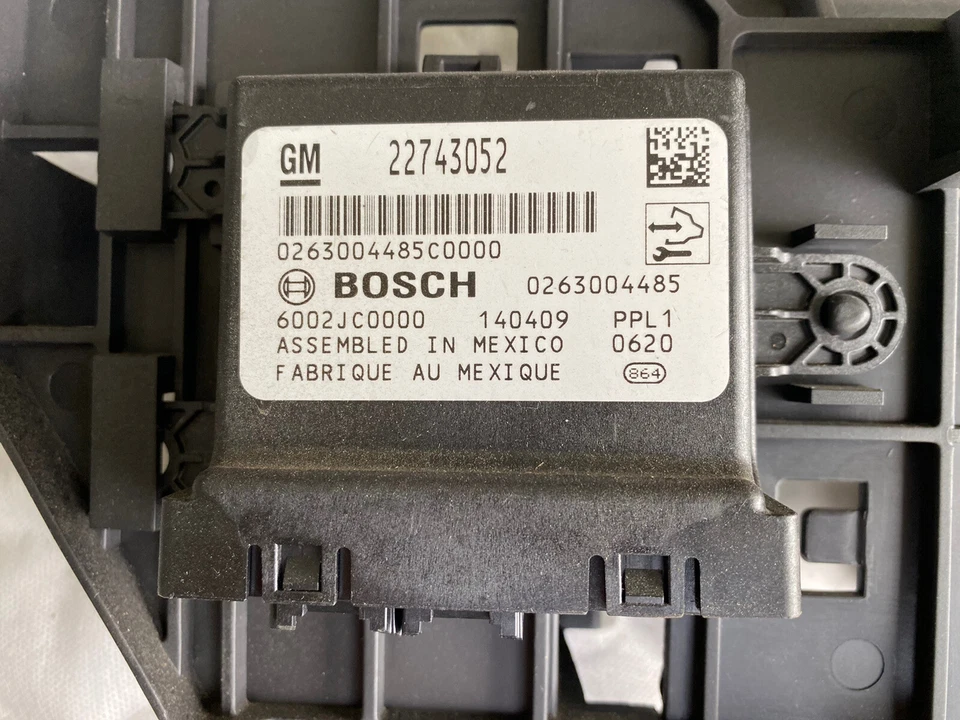 GM 22743052
0263004485C0000
BOSCH 0263004485
6002JC0000 140409 PPL1
ASSEMBLED IN MEXICO 0620
FABRIQUE AU MEXIQUE 864